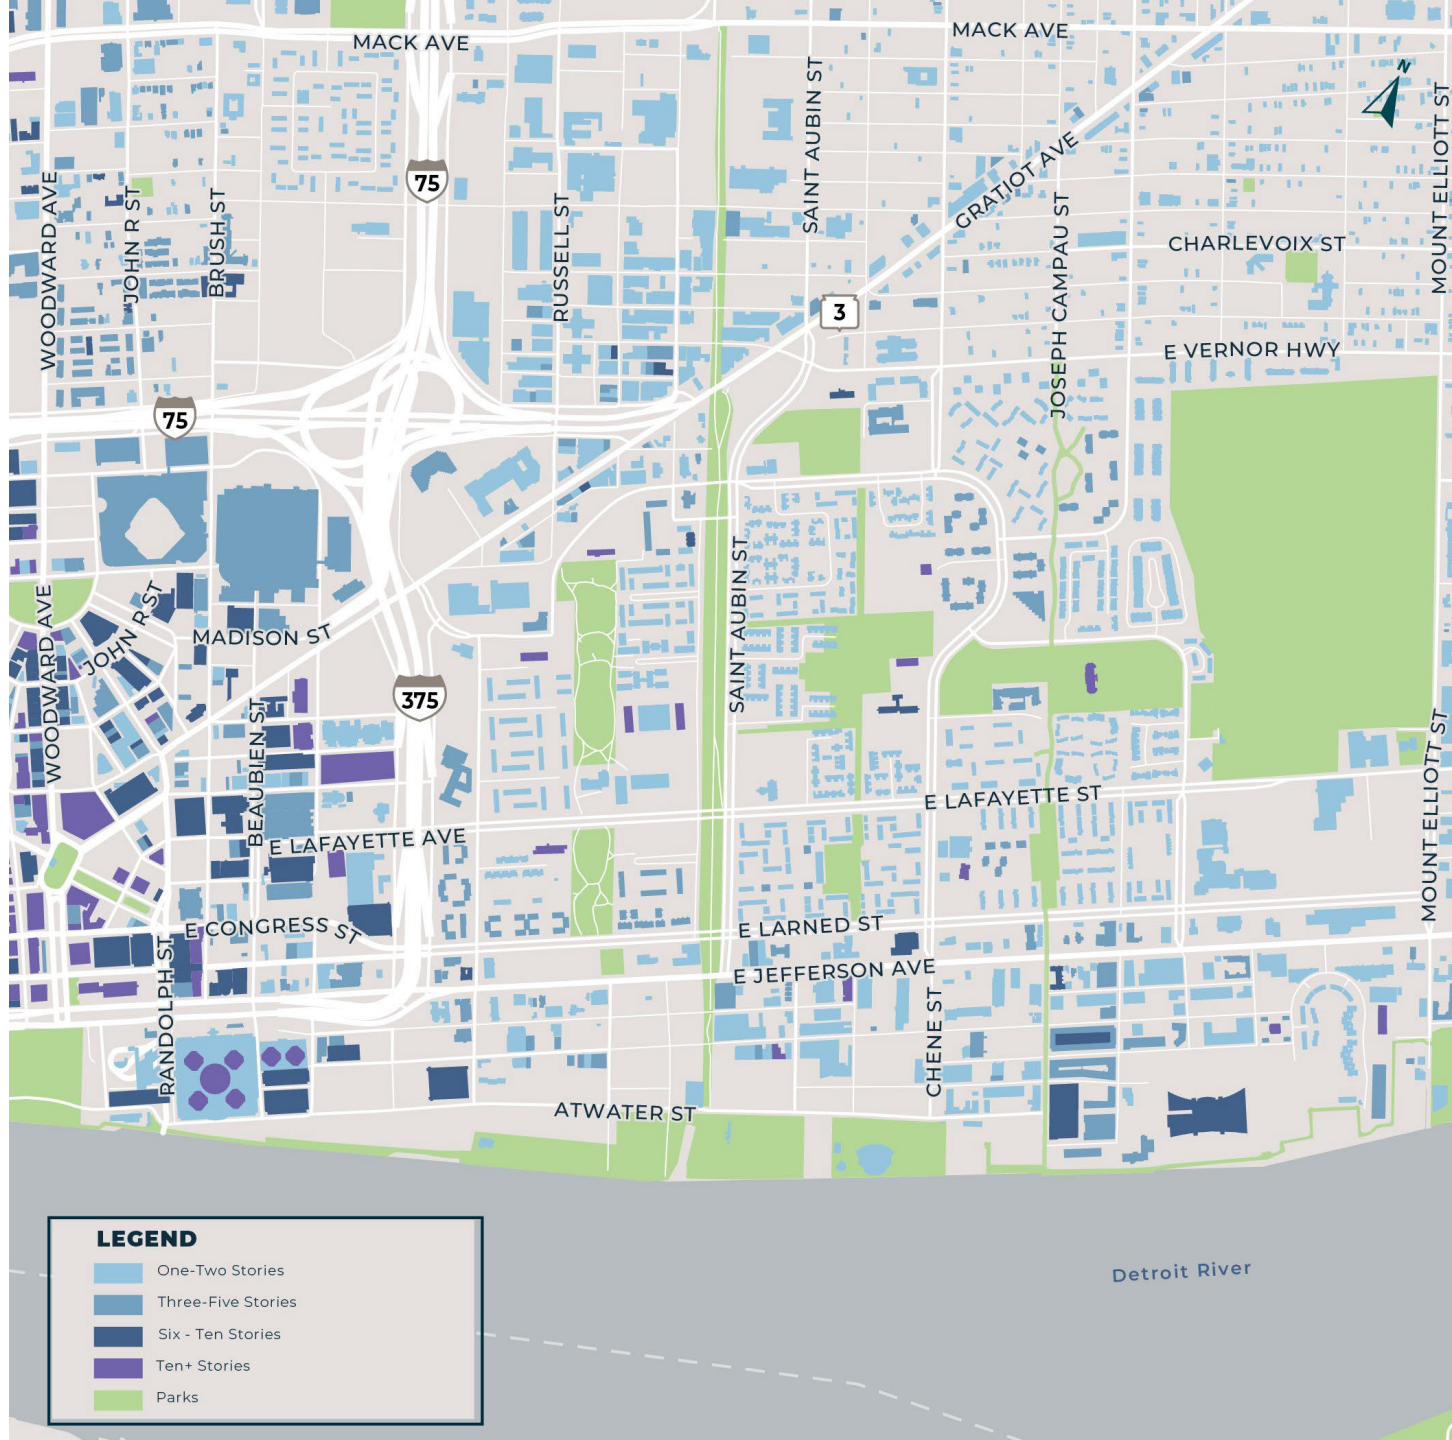 MACK AVE
MACK AVE
N
75
SAINT AUBIN ST
GRATIOT AVE
MOUNT ELLIOTT ST
WOODWARD AVE
JOHN R ST
BRUSH ST
RUSSELL ST
JOSEPH CAMPAU ST
CHARLEVOIX ST
3
E VERNOR HWY
75
SAINT AUBIN ST
WOODWARD AVE
JOHN R ST
MADISON ST
375
BEAUBIEN ST
MOUNT ELLIOTT ST
E LAFAYETTE ST
E LAFAYETTE AVE
E CONGRESS ST
E LARNED ST
E JEFFERSON AVE
RANDOLPH ST
CHENE ST
ATWATER ST
Detroit River
LEGEND
One-Two Stories
Three-Five Stories
Six - Ten Stories
Ten+ Stories
Parks